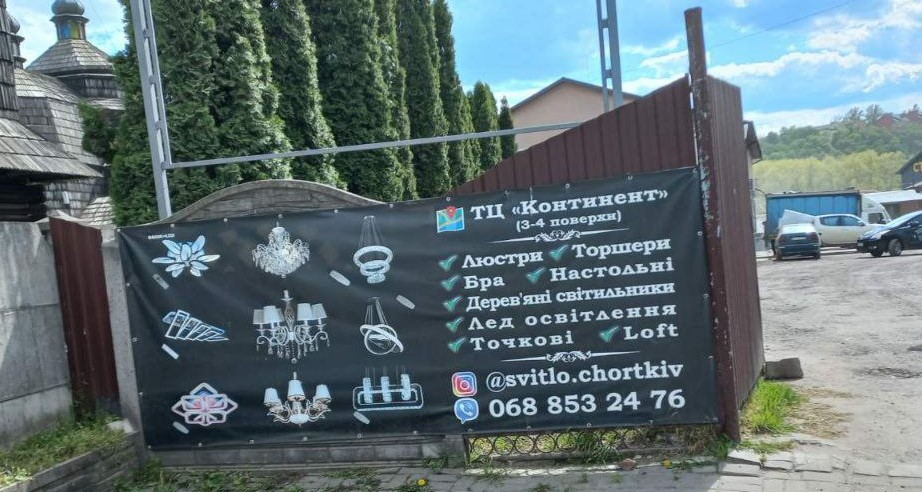 ТЦ «Континент»
(3-4 поверхи)
Люстри Торшери
Бра Настольні
Дерев'яні світильники
Лед освітлення
Точкові Loft
@svitlo.chortkiv
068 853 24 76